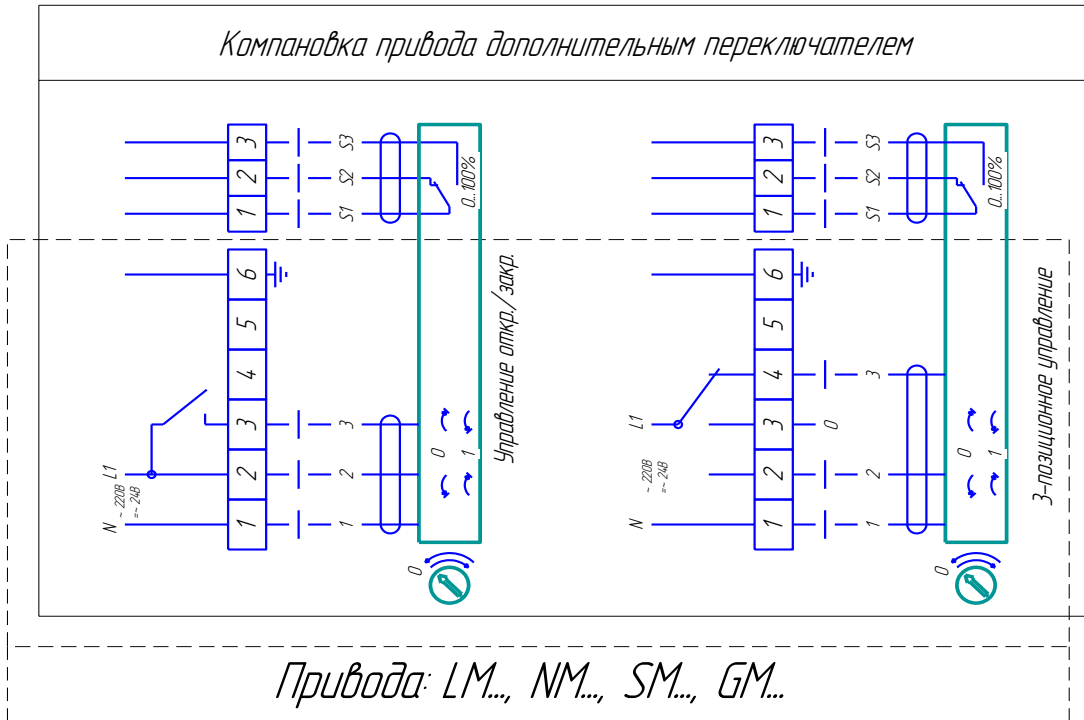 Компановка привода дополнительным переключателем
3 S3
2 S2
1 S1
0...100%
6
5
4
3 3
L1 2 2
N 1 1
~ 220В
=~ 24В
0
1
0
Управление откр./закр.
3 S3
2 S2
1 S1
0...100%
6
5
4 3
L1 3 0
2 2
N 1 1
~ 220В
=~ 24В
0
1
0
3-позиционное управление
Привода: LM..., NM..., SM..., GM...